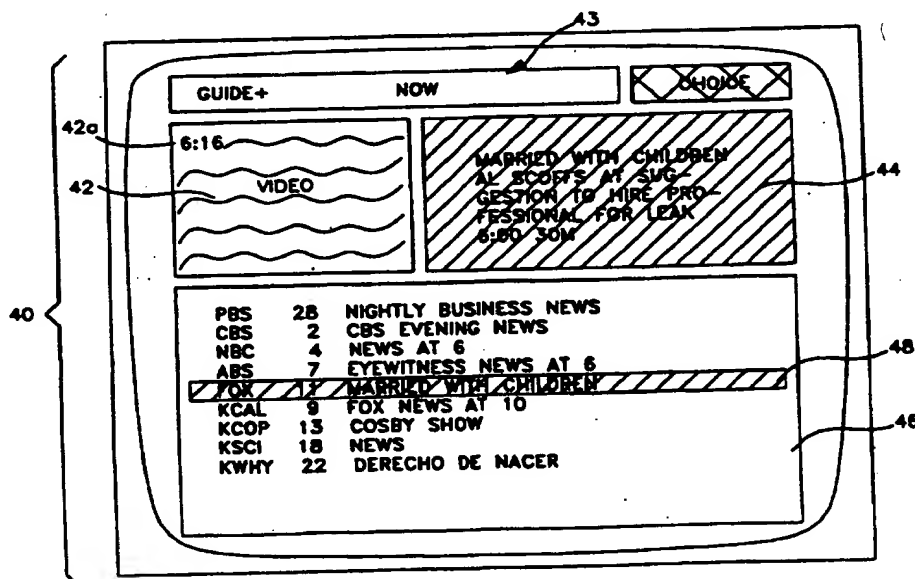 43
GUIDE+ NOW CHOICE
42a
6:16
42
VIDEO
MARRIED WITH CHILDREN
AL SCOFFS AT SUG-
GESTION TO HIRE PRO-
FESSIONAL FOR LEAK
6:00 30M
44
40
PBS 28 NIGHTLY BUSINESS NEWS
CBS 2 CBS EVENING NEWS
NBC 4 NEWS AT 6
ABS 7 EYEWITNESS NEWS AT 6
FOX 11 MARRIED WITH CHILDREN
48
KCAL 9 FOX NEWS AT 10
KCOP 13 COSBY SHOW
46
KSCI 18 NEWS
KWHY 22 DERECHO DE NACER